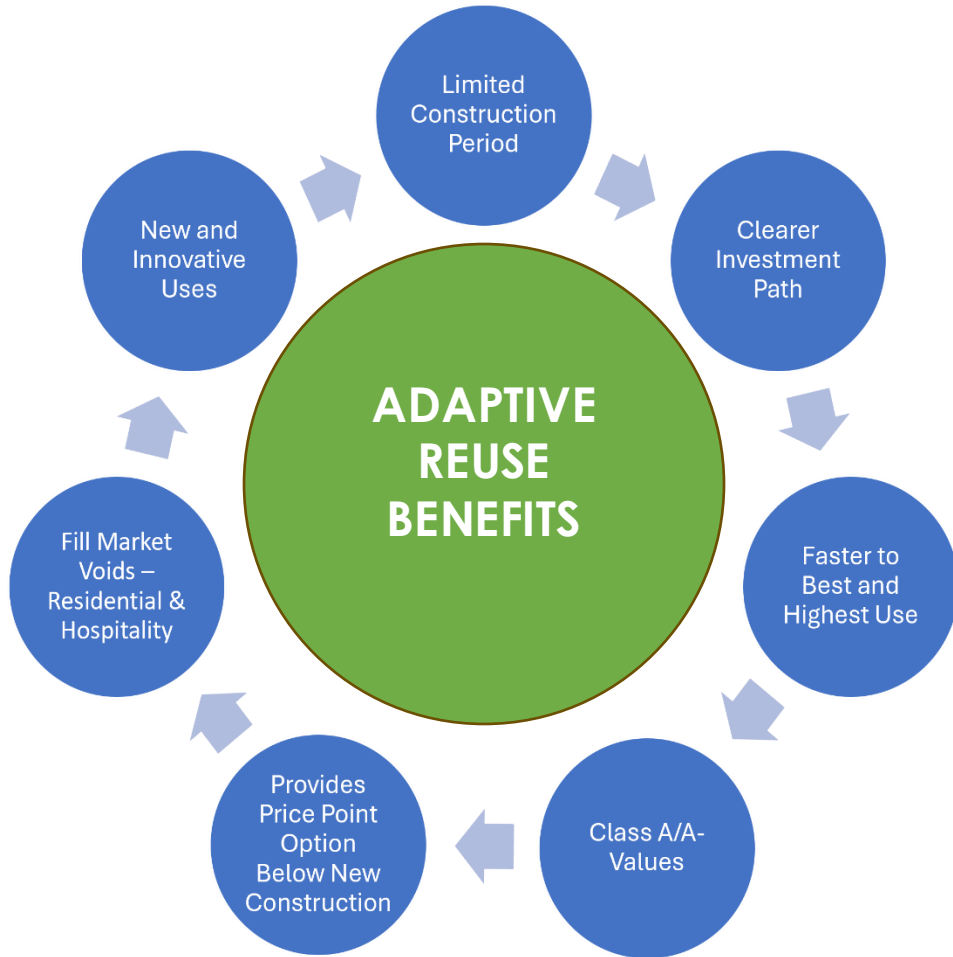 Limited
Construction
Period
Clearer
Investment
Path
Faster to
Best and
Highest Use
Class A/A-
Values
Provides
Price Point
Option
Below New
Construction
Fill Market
Voids –
Residential &
Hospitality
New and
Innovative
Uses
ADAPTIVE
REUSE
BENEFITS